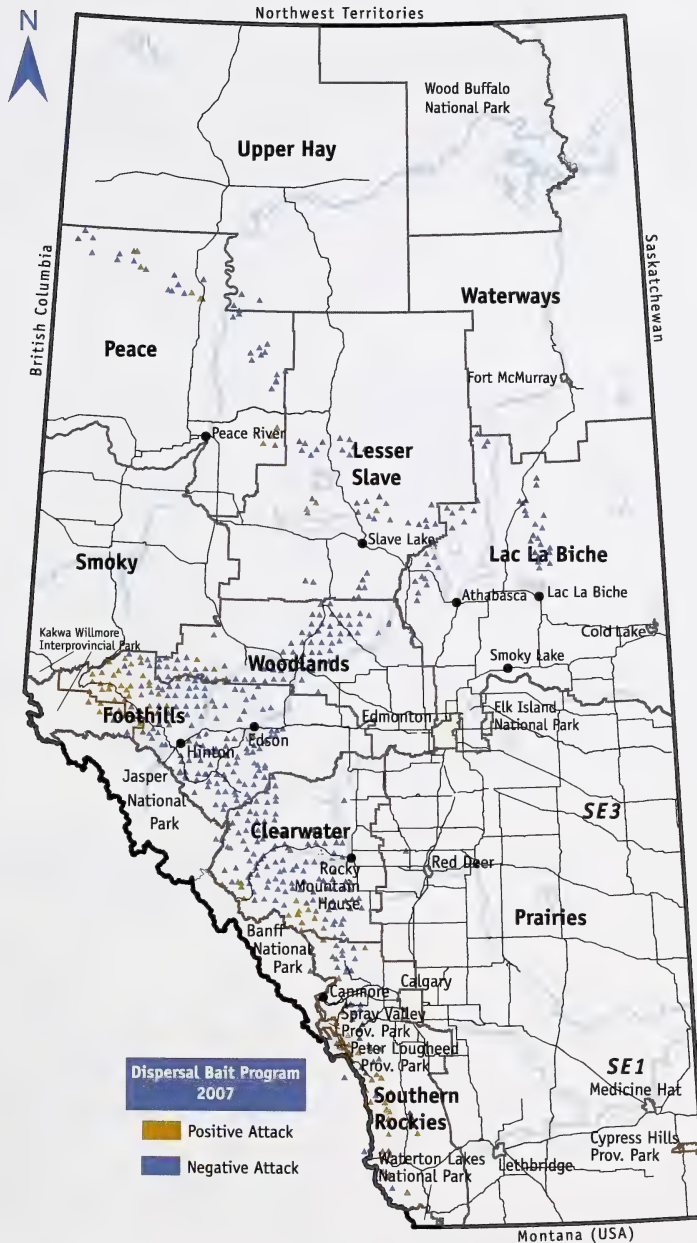 N
Northwest Territories
Wood Buffalo
National Park
Upper Hay
British Columbia
Saskatchewan
Waterways
Peace
Fort McMurray
Peace River
Lesser
Slave
Slave Lake
Lac La Biche
Smoky
Athabasca
Lac La Biche
Cold Lake
Kakwa Willmore
Interprovincial Park
Woodlands
Smoky Lake
Foothills
Edmonton
Elk Island
National Park
Edson
Hinton
Jasper
National
Park
SE3
Clearwater
Rocky
Mountain
House
Red Deer
Prairies
Banff
National
Park
Calgary
Canmore
Spray Valley
Prov. Park
Peter Lougheed
Prov. Park
SE1
Medicine Hat
Dispersal Bait Program
2007
Southern
Rockies
Positive Attack
Negative Attack
Cypress Hills
Prov. Park
Waterton Lakes
National Park
Lethbridge
Montana (USA)